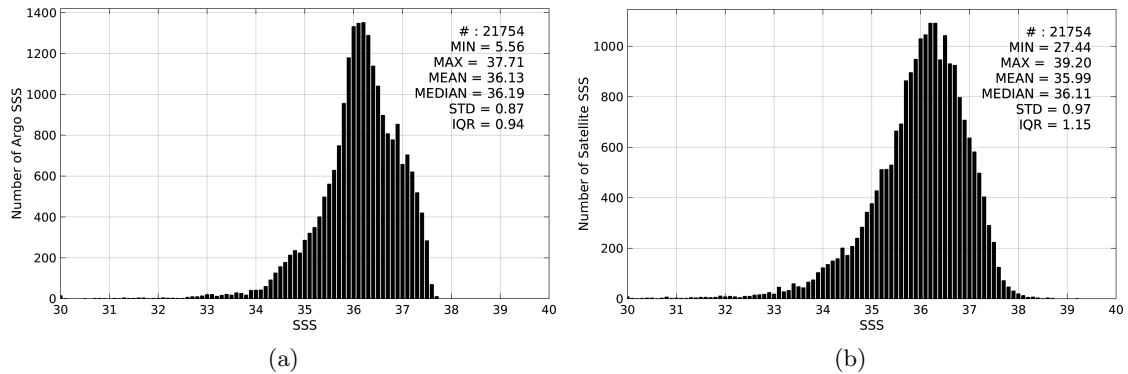 1400
1200
1000
800
600
400
200
0
Number of Argo SSS
# : 21754
MIN = 5.56
MAX = 37.71
MEAN = 36.13
MEDIAN = 36.19
STD = 0.87
IQR = 0.94
30 31 32 33 34 35 36 37 38 39 40
SSS
(a)
1000
800
600
400
200
0
Number of Satellite SSS
# : 21754
MIN = 27.44
MAX = 39.20
MEAN = 35.99
MEDIAN = 36.11
STD = 0.97
IQR = 1.15
30 31 32 33 34 35 36 37 38 39 40
SSS
(b)